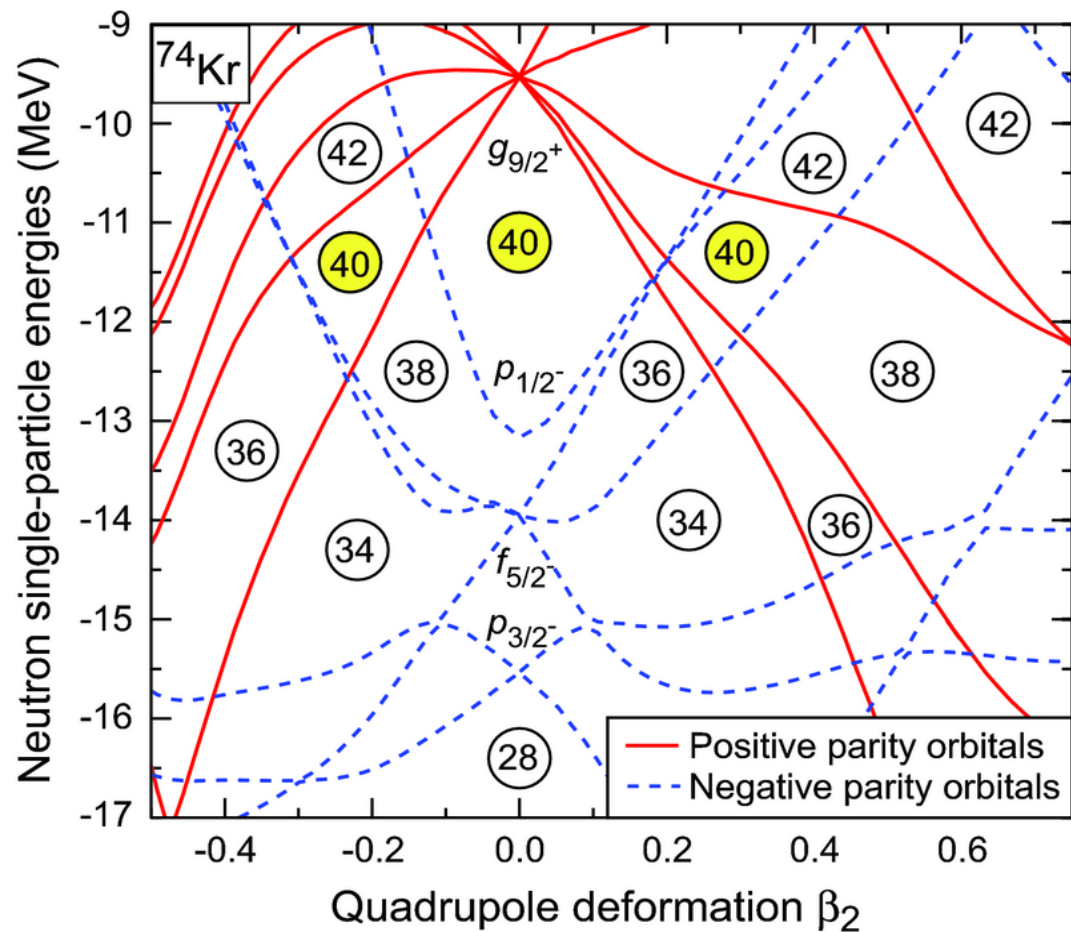 Neutron single-particle energies (MeV)
-9
-10
-11
-12
-13
-14
-15
-16
-17
⁷⁴Kr
42
42
42
g9/2+
40
40
40
38
p1/2-
36
38
36
34
34
36
f5/2-
p3/2-
28
Positive parity orbitals
Negative parity orbitals
-0.4 -0.2 0.0 0.2 0.4 0.6
Quadrupole deformation β₂